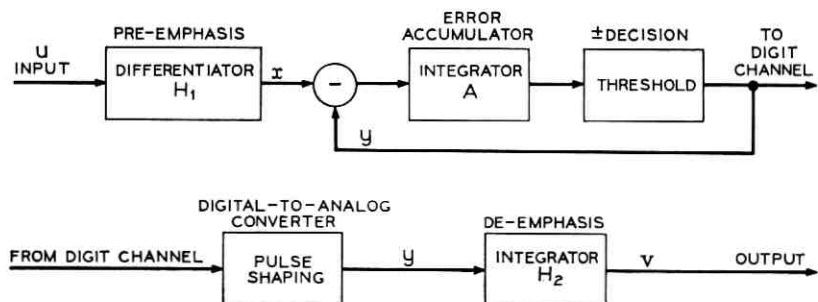 PRE-EMPHASIS
U
INPUT
DIFFERENTIATOR
H1
x
−
ERROR
ACCUMULATOR
INTEGRATOR
A
±DECISION
THRESHOLD
TO
DIGIT
CHANNEL
y
FROM DIGIT CHANNEL
DIGITAL-TO-ANALOG
CONVERTER
PULSE
SHAPING
y
DE-EMPHASIS
INTEGRATOR
H2
V
OUTPUT